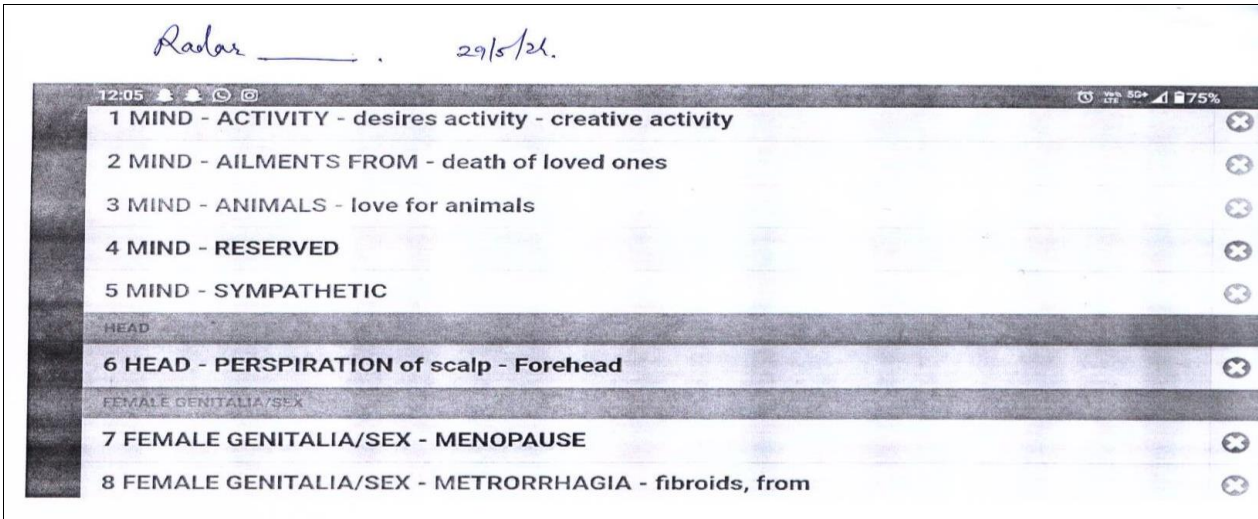 Radar ____ . 29/5/24.
12:05 75%
1 MIND - ACTIVITY - desires activity - creative activity
2 MIND - AILMENTS FROM - death of loved ones
3 MIND - ANIMALS - love for animals
4 MIND - RESERVED
5 MIND - SYMPATHETIC
HEAD
6 HEAD - PERSPIRATION of scalp - Forehead
FEMALE GENITALIA/SEX
7 FEMALE GENITALIA/SEX - MENOPAUSE
8 FEMALE GENITALIA/SEX - METRORRHAGIA - fibroids, from